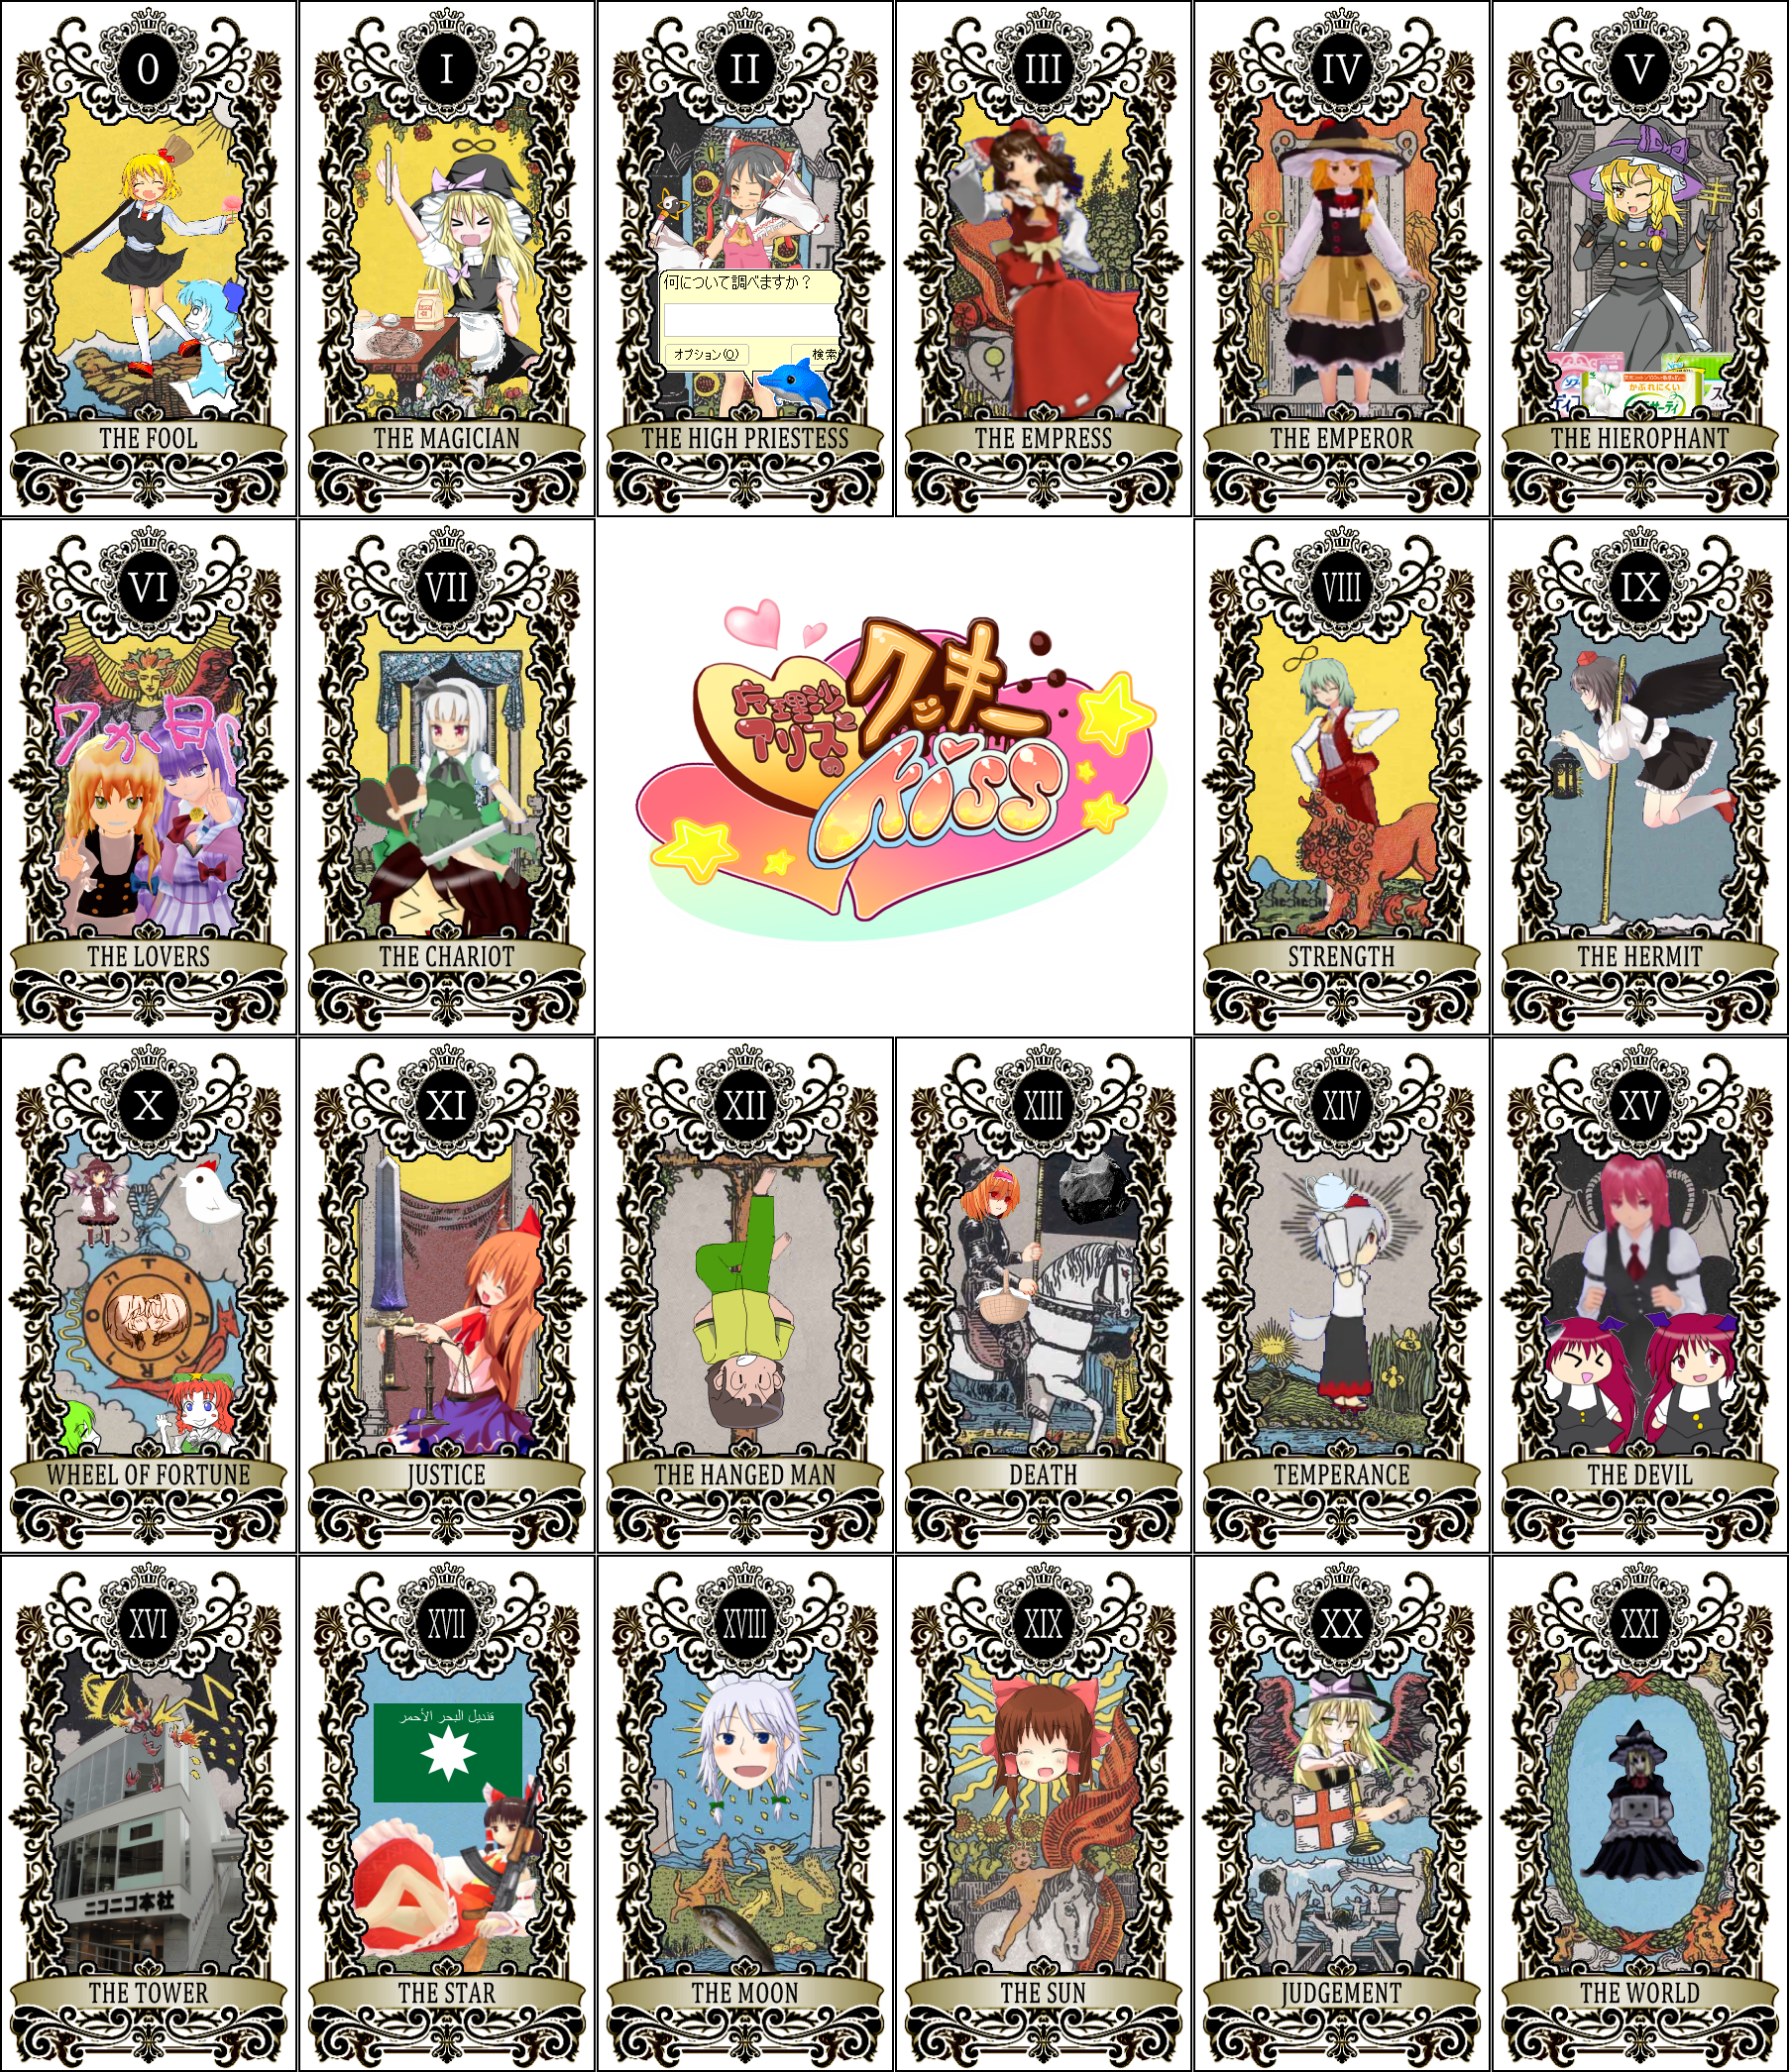 0
THE FOOL
I
THE MAGICIAN
II
J
何について調べますか？
オプション(O)
検索
THE HIGH PRIESTESS
III
THE EMPRESS
IV
THE EMPEROR
V
かぶれにくい
THE HIEROPHANT
VI
THE LOVERS
VII
THE CHARIOT
魔理沙と
アリスの
クッキー
kiss
VIII
STRENGTH
IX
THE HERMIT
X
WHEEL OF FORTUNE
XI
JUSTICE
XII
THE HANGED MAN
XIII
DEATH
XIV
TEMPERANCE
XV
THE DEVIL
XVI
ニコニコ本社
THE TOWER
XVII
قنديل البحر الأحمر
THE STAR
XVIII
THE MOON
XIX
THE SUN
XX
JUDGEMENT
XXI
THE WORLD